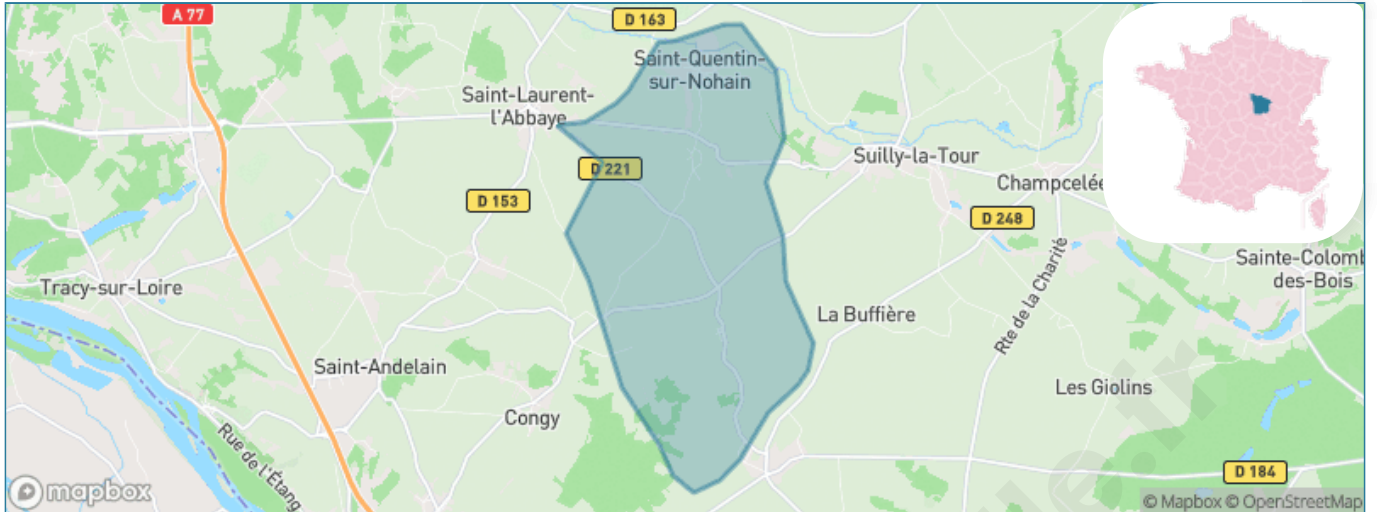 A 77
D 163
Saint-Quentin-
sur-Nohain
Saint-Laurent-
l'Abbaye
Suilly-la-Tour
D 221
Champcelée
D 153
D 248
Sainte-Colomb
des-Bois
Tracy-sur-Loire
La Buffière
Rte de la Charité
Saint-Andelain
Les Giolins
Congy
Rue de l'Étang
D 184
mapbox
© Mapbox © OpenStreetMap